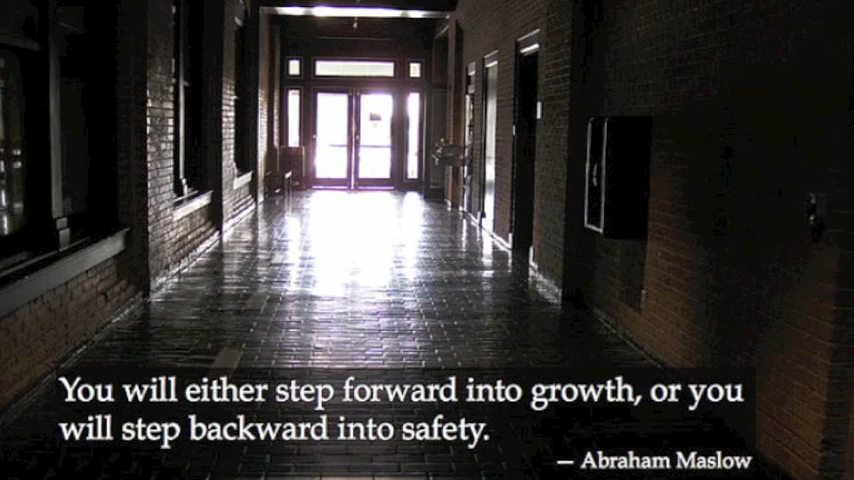 You will either step forward into growth, or you
will step backward into safety.
— Abraham Maslow